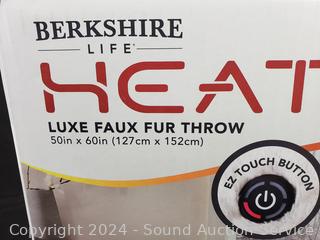 BERKSHIRE
LIFE®
HEAT
LUXE FAUX FUR THROW
50in x 60in (127cm x 152cm)
EZ TOUCH BUTTON
Copyright 2024 - Sound Auction Service